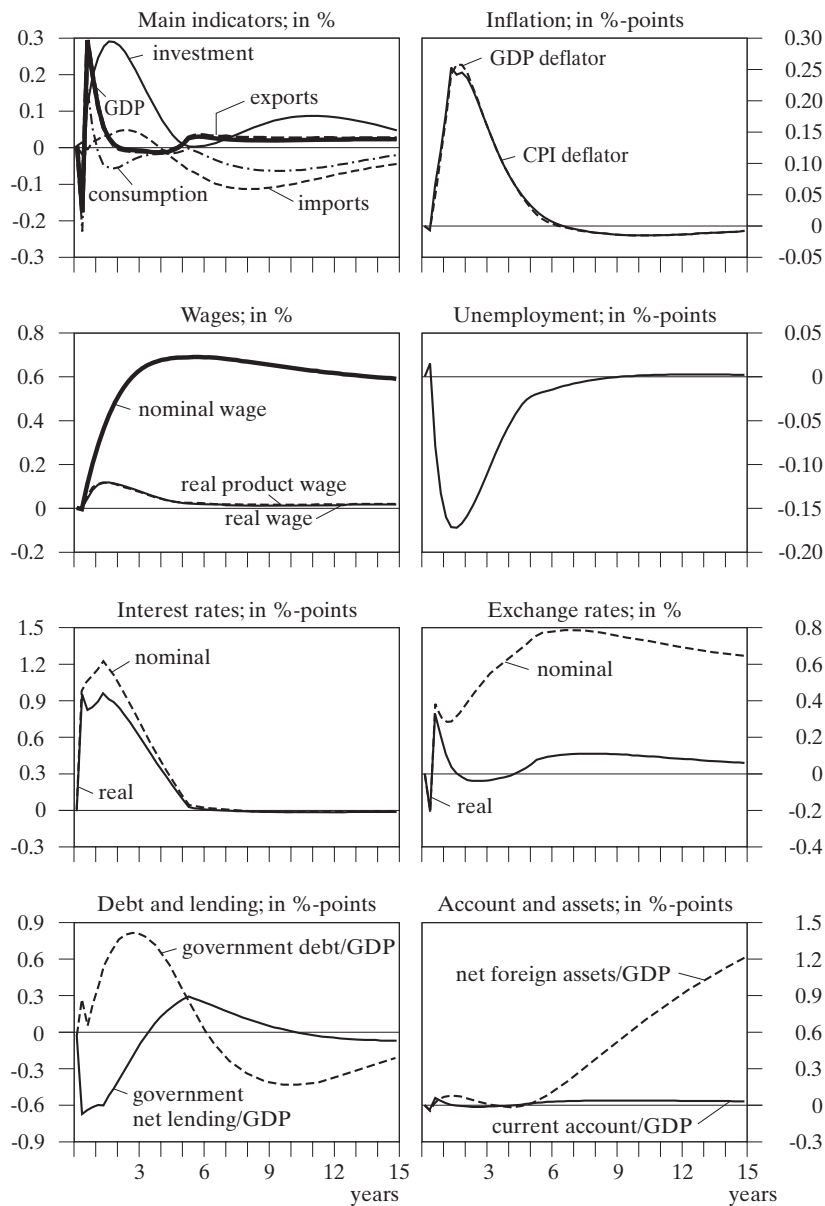 Main indicators; in %
0.3
0.2
0.1
0
-0.1
-0.2
-0.3
investment
GDP
exports
consumption
imports
Inflation; in %-points
0.30
0.25
0.20
0.15
0.10
0.05
0
-0.05
GDP deflator
CPI deflator
Wages; in %
0.8
0.6
0.4
0.2
0
-0.2
nominal wage
real product wage
real wage
Unemployment; in %-points
0.05
0
-0.05
-0.10
-0.15
-0.20
Interest rates; in %-points
1.5
1.2
0.9
0.6
0.3
0
-0.3
nominal
real
Exchange rates; in %
0.8
0.6
0.4
0.2
0
-0.2
-0.4
nominal
real
Debt and lending; in %-points
0.9
0.6
0.3
0
-0.3
-0.6
-0.9
government debt/GDP
government
net lending/GDP
3 6 9 12 15
years
Account and assets; in %-points
1.5
1.2
0.9
0.6
0.3
0
-0.3
net foreign assets/GDP
current account/GDP
3 6 9 12 15
years